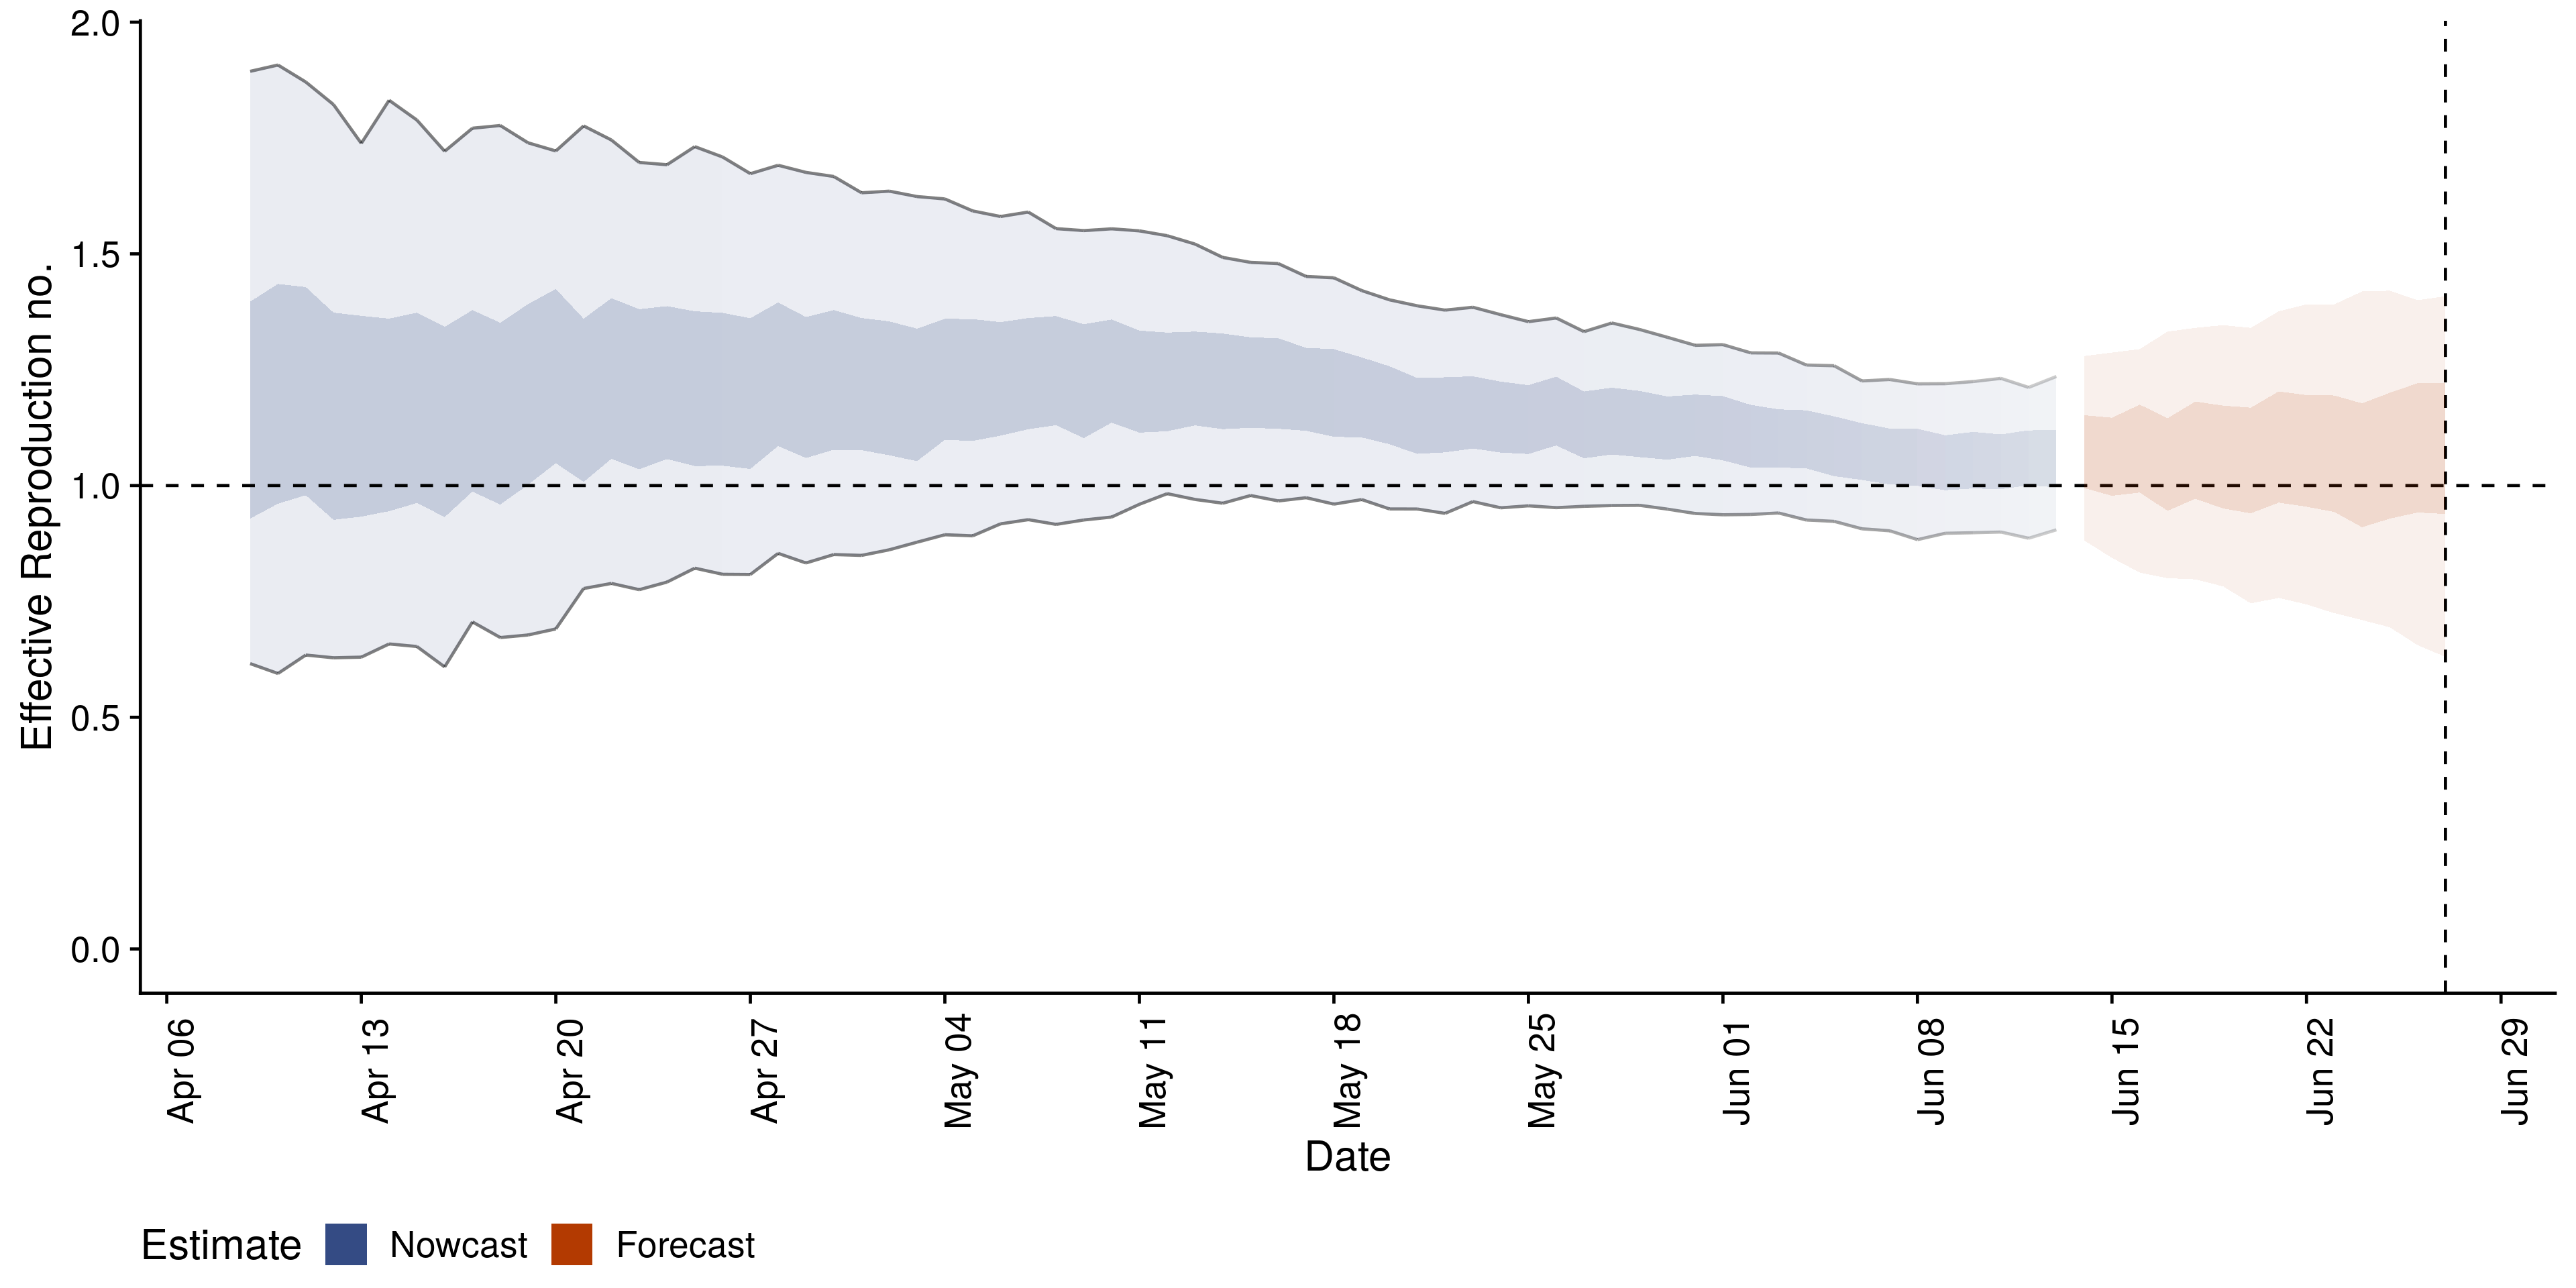 Effective Reproduction no.
2.0
1.5
1.0
0.5
0.0
Apr 06
Apr 13
Apr 20
Apr 27
May 04
May 11
May 18
May 25
Jun 01
Jun 08
Jun 15
Jun 22
Jun 29
Date
Estimate Nowcast Forecast